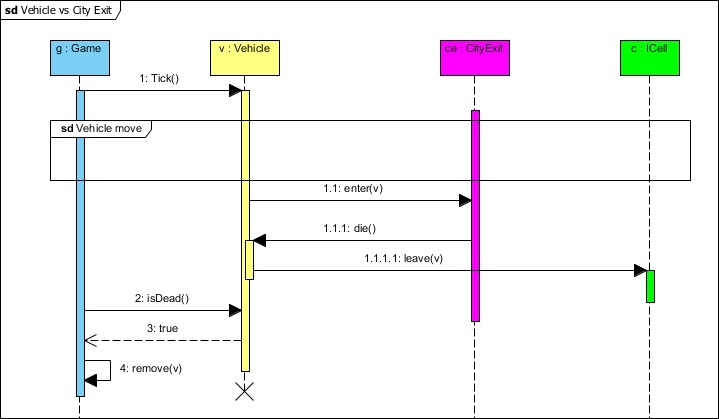 sd Vehicle vs City Exit
g : Game
v : Vehicle
ce : CityExit
c : ICell
1: Tick()
sd Vehicle move
1.1: enter(v)
1.1.1: die()
1.1.1.1: leave(v)
2: isDead()
3: true
4: remove(v)